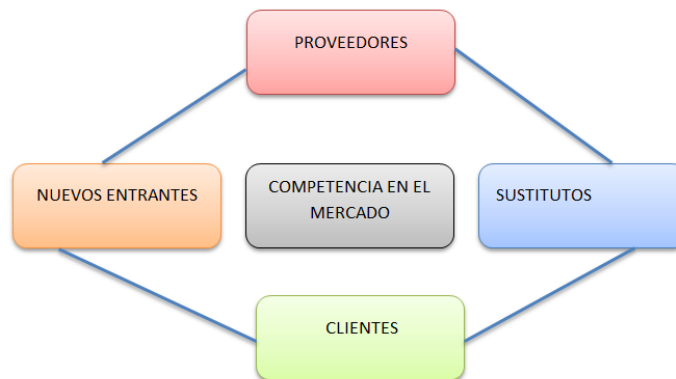 PROVEEDORES
NUEVOS ENTRANTES
COMPETENCIA EN EL
MERCADO
SUSTITUTOS
CLIENTES